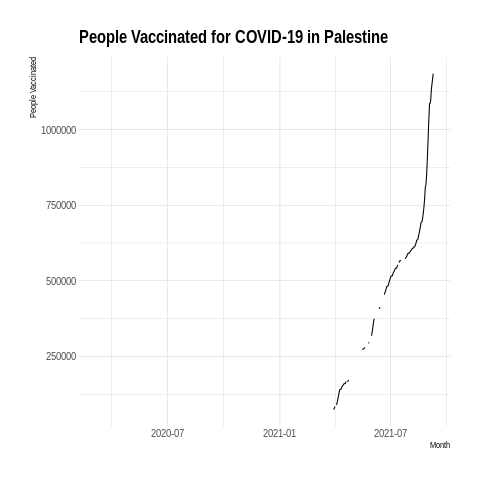 People Vaccinated for COVID-19 in Palestine
People Vaccinated
1000000
750000
500000
250000
2020-07 2021-01 2021-07
Month